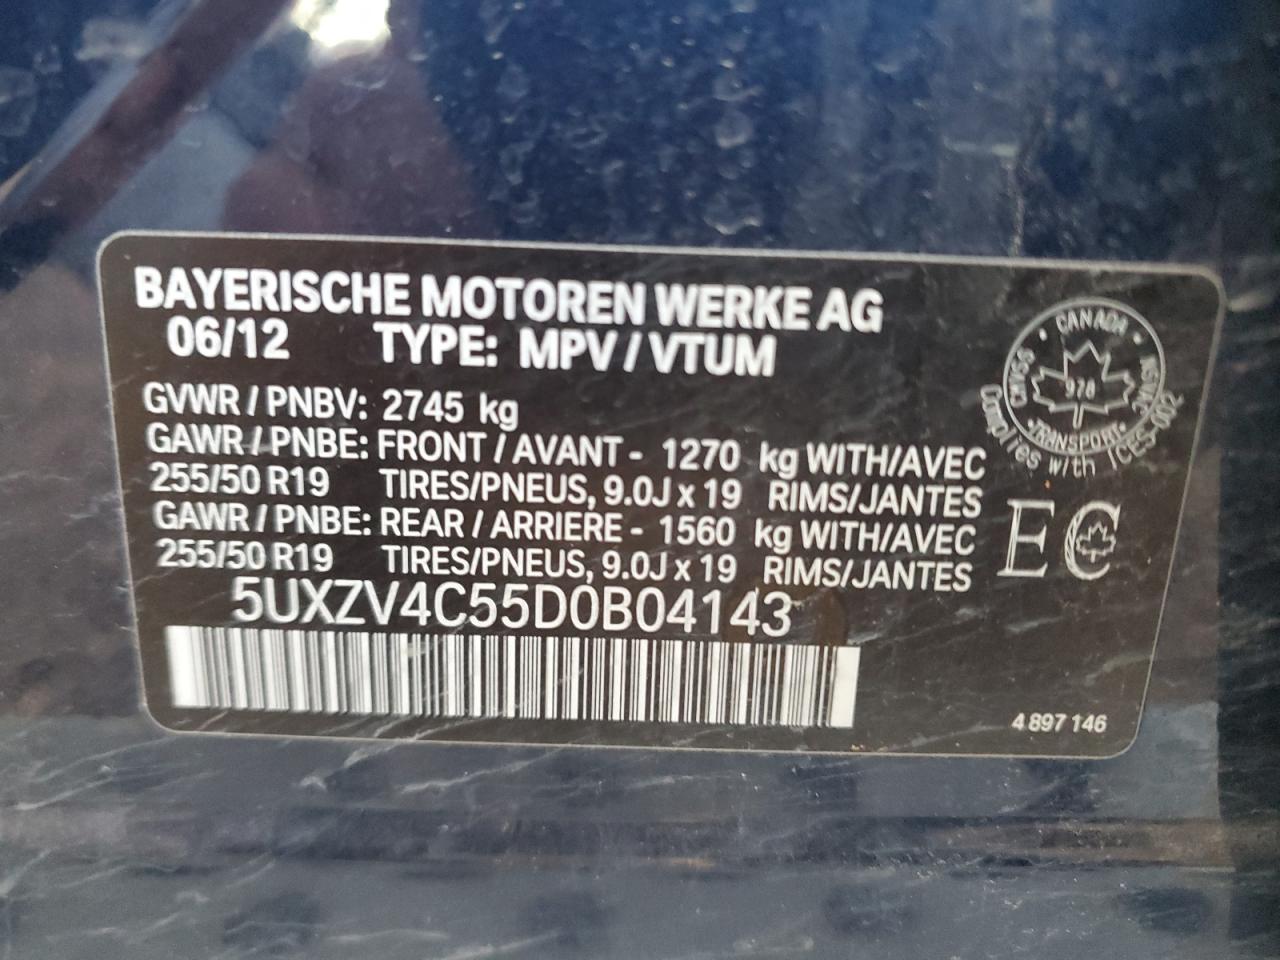 BAYERISCHE MOTOREN WERKE AG
06/12 TYPE: MPV / VTUM
GVWR / PNBV: 2745 kg
GAWR / PNBE: FRONT / AVANT - 1270 kg WITH/AVEC
255/50 R19 TIRES/PNEUS, 9.0J x 19 RIMS/JANTES
GAWR / PNBE: REAR / ARRIERE - 1560 kg WITH/AVEC
255/50 R19 TIRES/PNEUS, 9.0J x 19 RIMS/JANTES
5UXZV4C55D0B04143
· CANADA ·
CMVSS
978
NSVAC
· TRANSPORT ·
Complies with ICES-002
EC
4 897 146